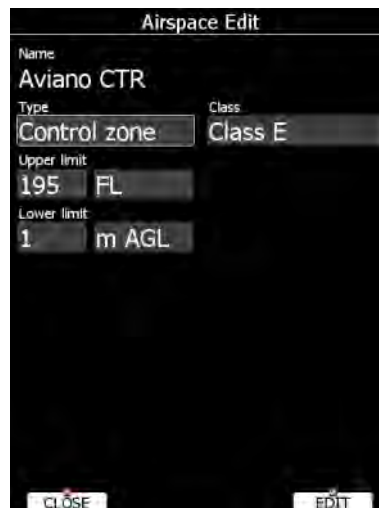 Airspace Edit
Name
Aviano CTR
Type Class
Control zone Class E
Upper limit
195 FL
Lower limit
1 m AGL
CLOSE EDIT